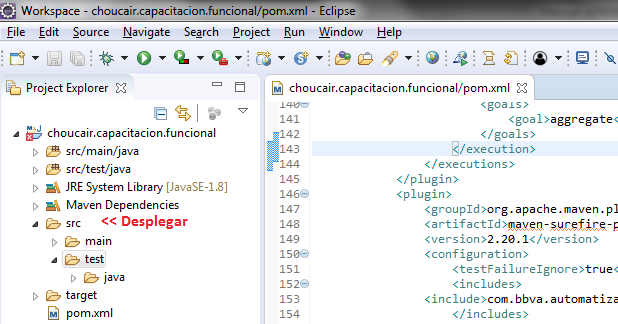 Workspace - choucair.capacitacion.funcional/pom.xml - Eclipse
File Edit Source Navigate Search Project Run Window Help
Project Explorer
choucair.capacitacion.funcional
src/main/java
src/test/java
JRE System Library [JavaSE-1.8]
Maven Dependencies
src << Desplegar
main
test
java
target
pom.xml
choucair.capacitacion.funcional/pom.xml
140 <goals>
141 <goal>aggregate<
142 </goals>
143 </execution>
144 </executions>
145 </plugin>
146 <plugin>
147 <groupId>org.apache.maven.pl
148 <artifactId>maven-surefire-p
149 <version>2.20.1</version>
150 <configuration>
151 <testFailureIgnore>true<
152 <includes>
153 <include>com.bbva.automatiza
154 </includes>